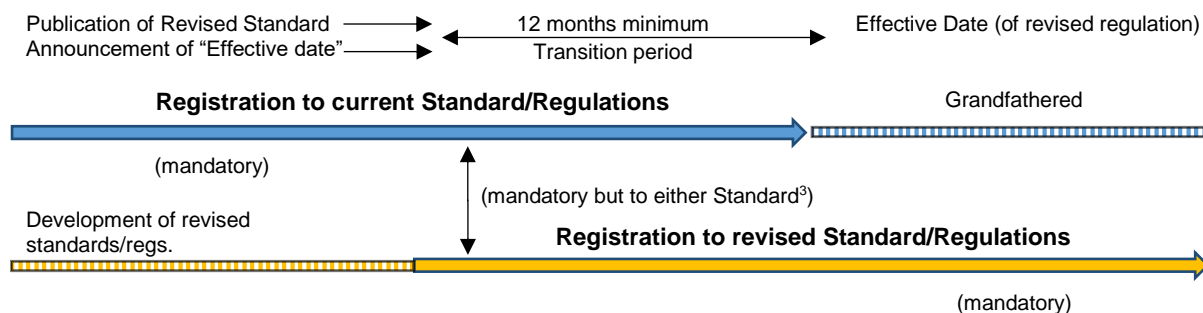 Publication of Revised Standard
Announcement of “Effective date”
12 months minimum
Transition period
Effective Date (of revised regulation)
Registration to current Standard/Regulations
Grandfathered
(mandatory)
(mandatory but to either Standard³)
Development of revised
standards/regs.
Registration to revised Standard/Regulations
(mandatory)